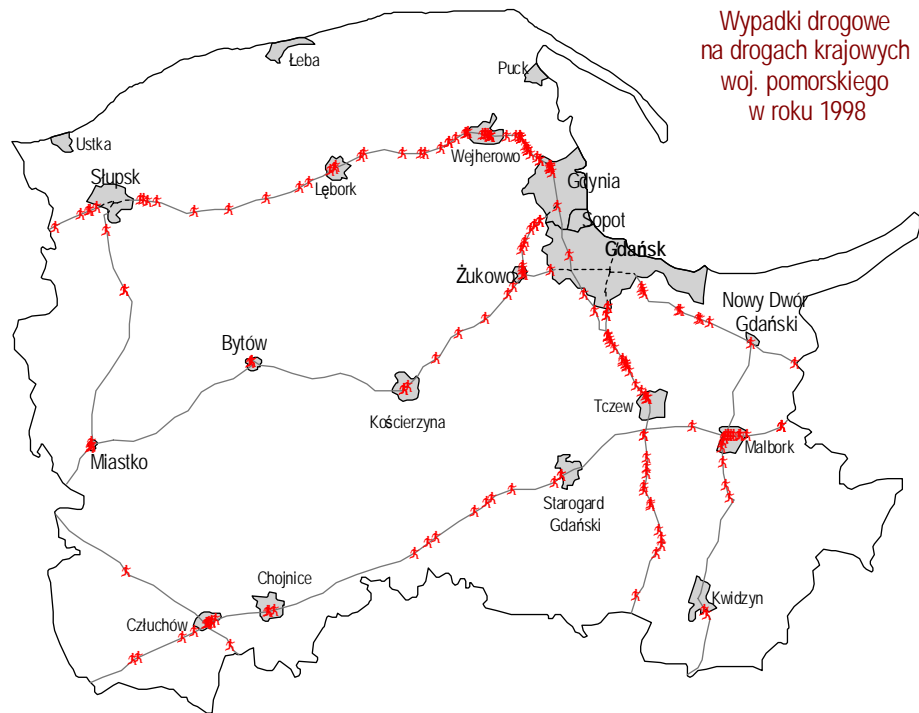 Wypadki drogowe
na drogach krajowych
woj. pomorskiego
w roku 1998
Łeba
Puck
Ustka
Wejherowo
Słupsk
Lębork
Gdynia
Sopot
Gdańsk
Żukowo
Nowy Dwór
Gdański
Bytów
Kościerzyna
Tczew
Malbork
Miastko
Starogard
Gdański
Chojnice
Kwidzyn
Człuchów